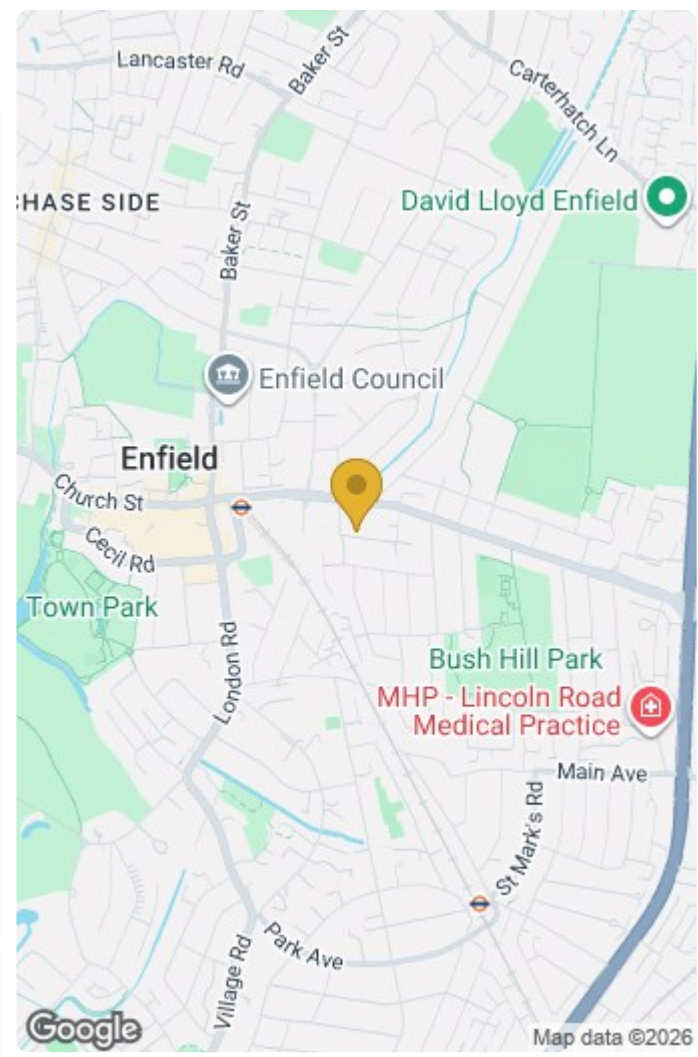 Lancaster Rd
Baker St
Carterhatch Ln
CHASE SIDE
David Lloyd Enfield
Baker St
Enfield Council
Enfield
Church St
Cecil Rd
Town Park
London Rd
Bush Hill Park
MHP - Lincoln Road
Medical Practice
Main Ave
St Mark's Rd
Park Ave
Village Rd
Google
Map data ©2026